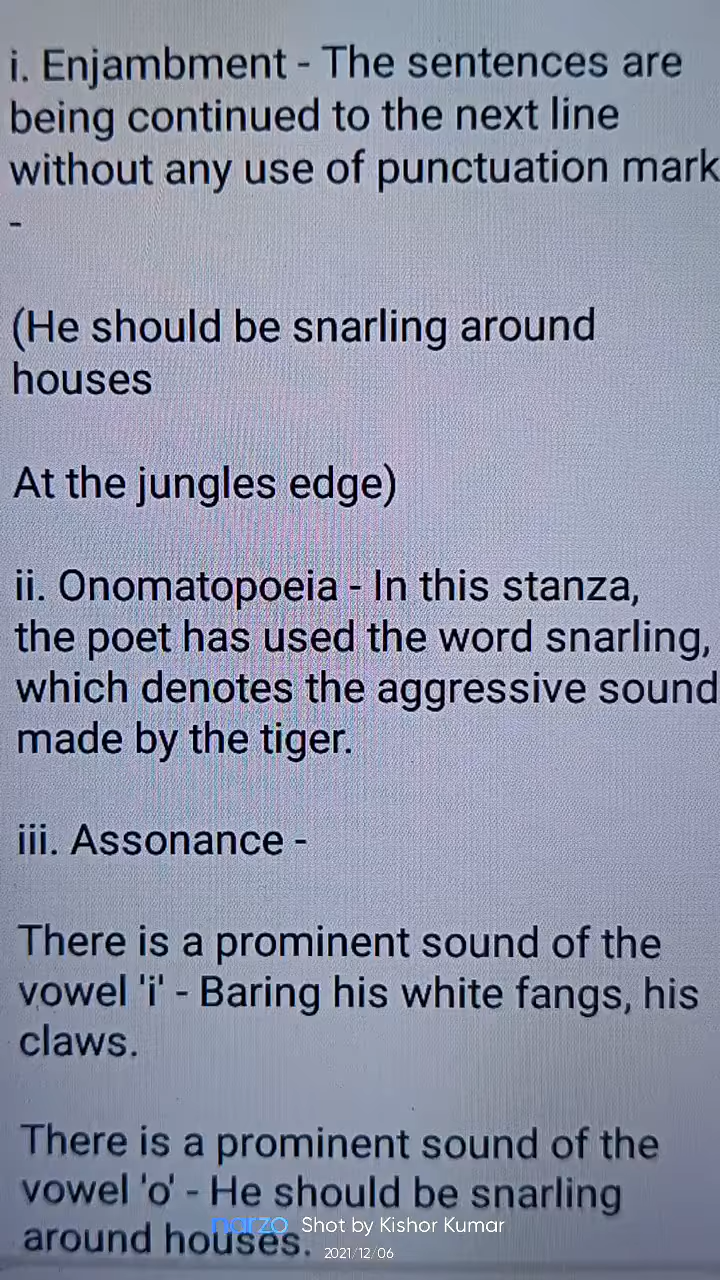 i. Enjambment - The sentences are
being continued to the next line
without any use of punctuation mark
-
(He should be snarling around
houses
At the jungles edge)
ii. Onomatopoeia - In this stanza,
the poet has used the word snarling,
which denotes the aggressive sound
made by the tiger.
iii. Assonance -
There is a prominent sound of the
vowel 'i' - Baring his white fangs, his
claws.
There is a prominent sound of the
vowel 'o' - He should be snarling
around houses.
narzo Shot by Kishor Kumar
2021/12/06